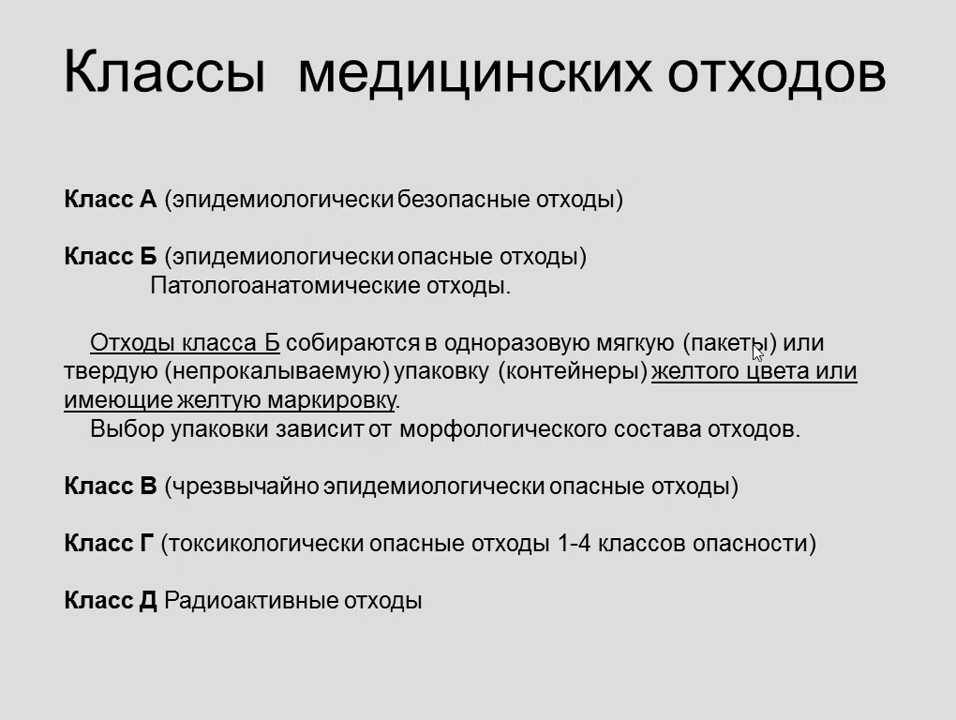 Классы медицинских отходов
Класс А (эпидемиологически безопасные отходы)
Класс Б (эпидемиологически опасные отходы)
Патологоанатомические отходы.
Отходы класса Б собираются в одноразовую мягкую (пакеты) или
твердую (непрокалываемую) упаковку (контейнеры) желтого цвета или
имеющие желтую маркировку.
Выбор упаковки зависит от морфологического состава отходов.
Класс В (чрезвычайно эпидемиологически опасные отходы)
Класс Г (токсикологически опасные отходы 1-4 классов опасности)
Класс Д Радиоактивные отходы